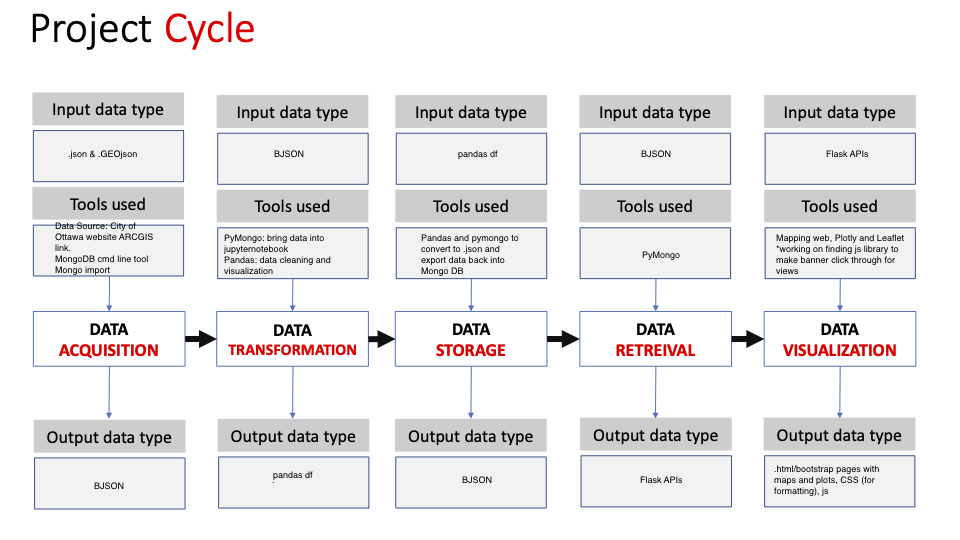 Project Cycle
Input data type
.json & .GEOjson
Tools used
Data Source: City of
Ottawa website ARCGIS
link.
MongoDB cmd line tool
Mongo import
DATA
ACQUISITION
Output data type
BJSON
Input data type
BJSON
Tools used
PyMongo: bring data into
jupyternotebook
Pandas: data cleaning and
visualization
DATA
TRANSFORMATION
Output data type
pandas df
Input data type
pandas df
Tools used
Pandas and pymongo to
convert to .json and
export data back into
Mongo DB
DATA
STORAGE
Output data type
BJSON
Input data type
BJSON
Tools used
PyMongo
DATA
RETREIVAL
Output data type
Flask APIs
Input data type
Flask APIs
Tools used
Mapping web, Plotly and Leaflet
*working on finding js library to
make banner click through for
views
DATA
VISUALIZATION
Output data type
.html/bootstrap pages with
maps and plots, CSS (for
formatting), js